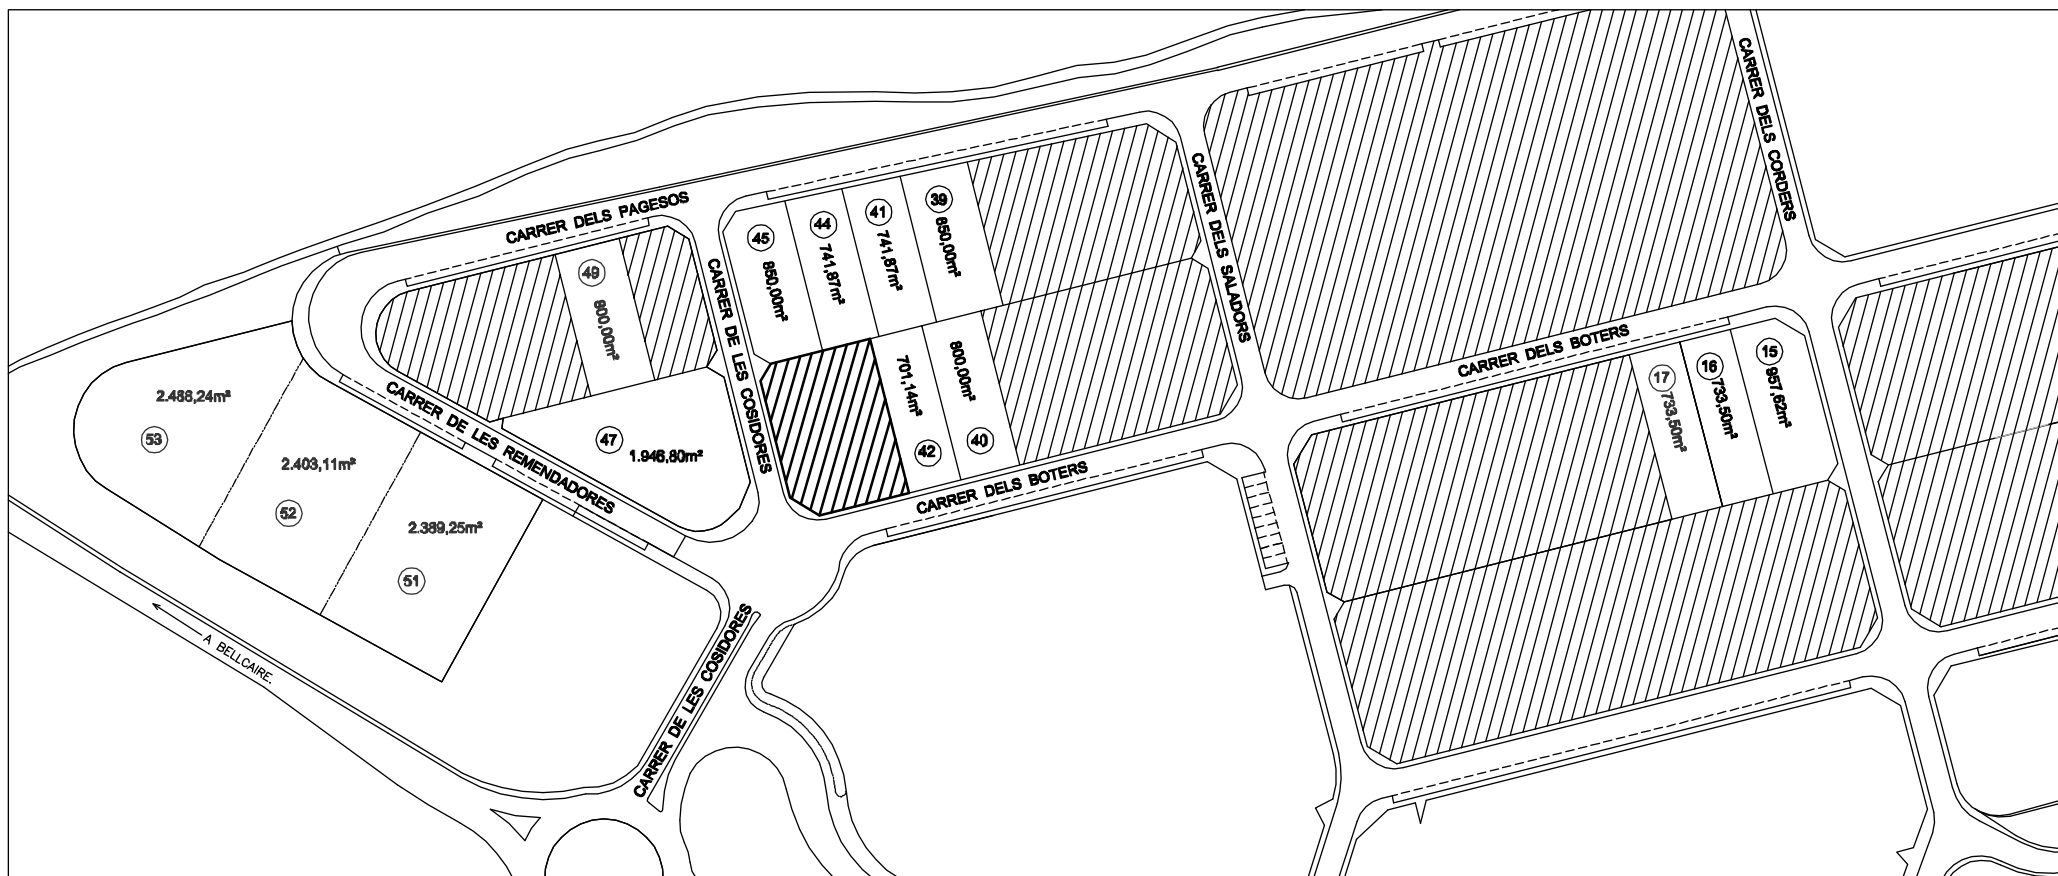 CARRER DELS PAGESOS
CARRER DELS CORDERS
CARRER DELS SALADORS
CARRER DE LES COSIDORES
CARRER DELS BOTERS
CARRER DE LES REMENDADORES
CARRER DELS BOTERS
CARRER DE LES COSIDORES
A BELLCAIRE.
39
850,00m²
41
741,87m²
44
741,87m²
45
850,00m²
49
800,00m²
47
1.946,80m²
701,14m²
42
800,00m²
40
15
957,62m²
16
733,50m²
17
733,50m²
2.488,24m²
53
2.403,11m²
52
2.389,25m²
51